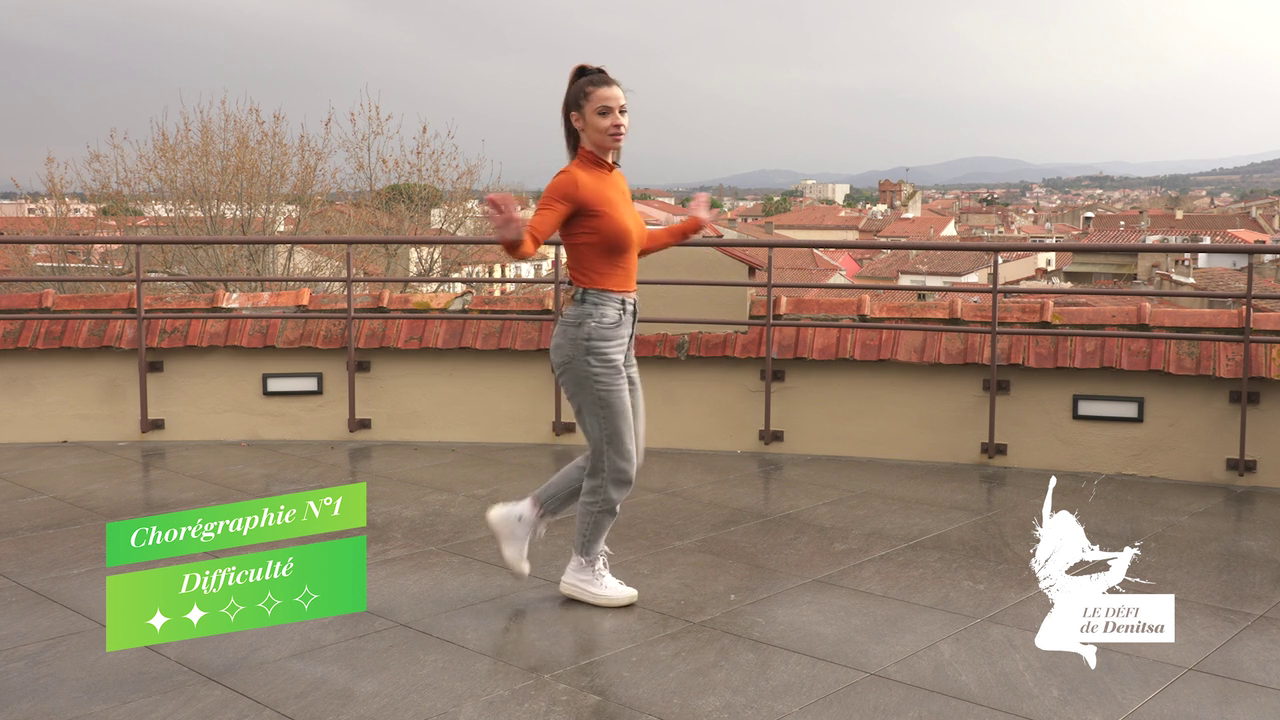 Chorégraphie N°1
Difficulté
LE DÉFI
de Denitsa